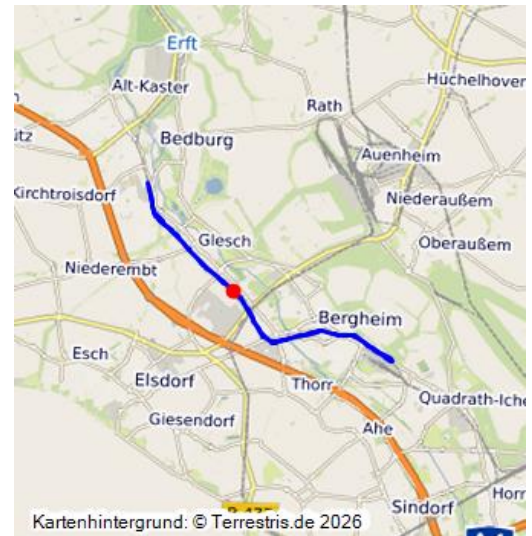 Erft
Alt-Kaster
Hüchelhoven
Rath
Bedburg
Auenheim
Kirchtroisdorf
Niederaußem
Glesch
Oberaußem
Niederembt
Bergheim
Esch
Elsdorf
Thorr
Quadrath-Iche
Giesendorf
Ahe
Sindorf
Horr
Kartenhintergrund: © Terrestris.de 2026